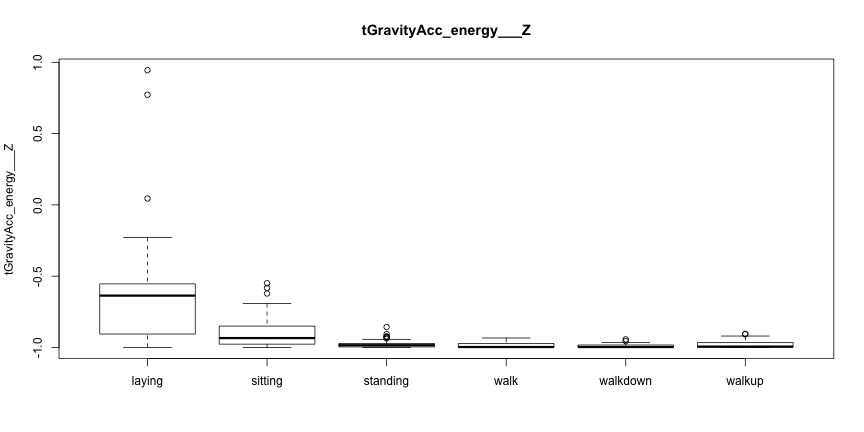 tGravityAcc_energy___Z
tGravityAcc_energy___Z
1.0
0.5
0.0
-0.5
-1.0
laying sitting standing walk walkdown walkup